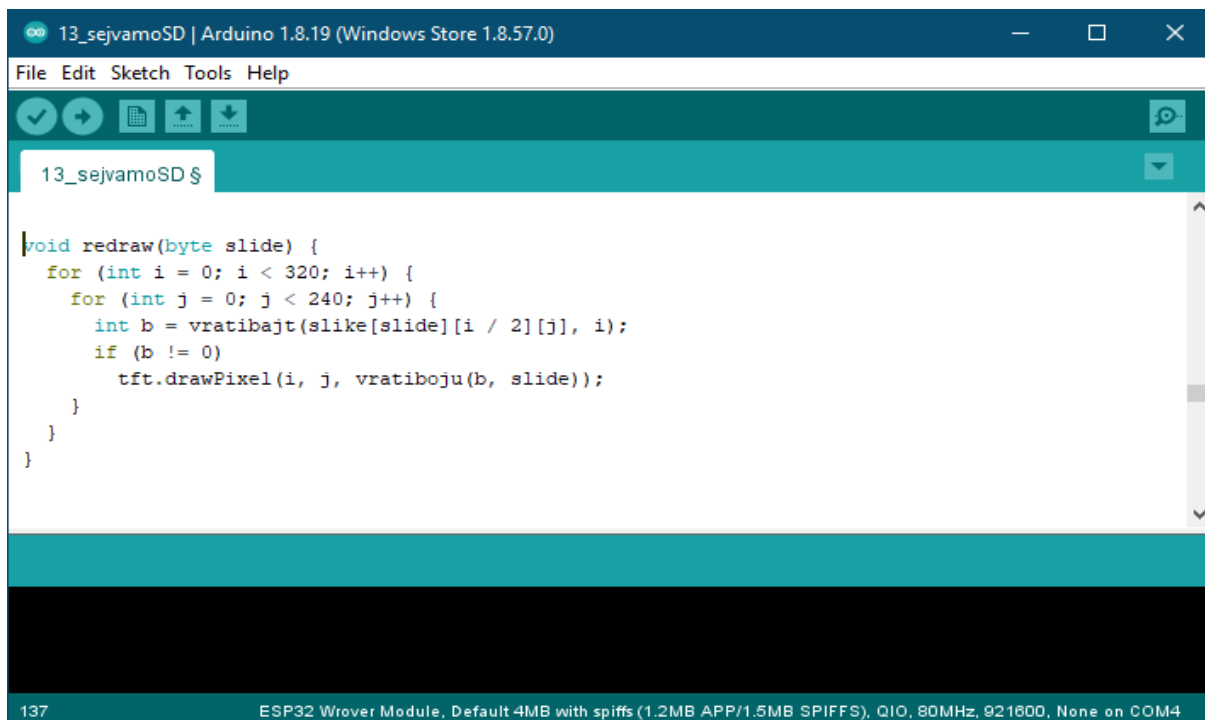 13_sejvamoSD | Arduino 1.8.19 (Windows Store 1.8.57.0)
File Edit Sketch Tools Help
13_sejvamoSD §
void redraw(byte slide) {
  for (int i = 0; i < 320; i++) {
    for (int j = 0; j < 240; j++) {
      int b = vratibajt(slike[slide][i / 2][j], i);
      if (b != 0)
        tft.drawPixel(i, j, vratiboju(b, slide));
    }
  }
}
137
ESP32 Wrover Module, Default 4MB with spiffs (1.2MB APP/1.5MB SPIFFS), QIO, 80MHz, 921600, None on COM4